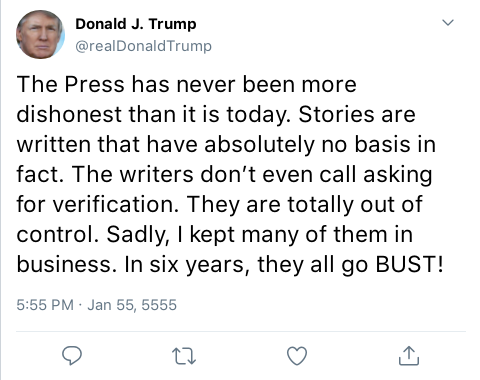 Donald J. Trump
@realDonaldTrump
The Press has never been more
dishonest than it is today. Stories are
written that have absolutely no basis in
fact. The writers don’t even call asking
for verification. They are totally out of
control. Sadly, I kept many of them in
business. In six years, they all go BUST!
5:55 PM · Jan 55, 5555